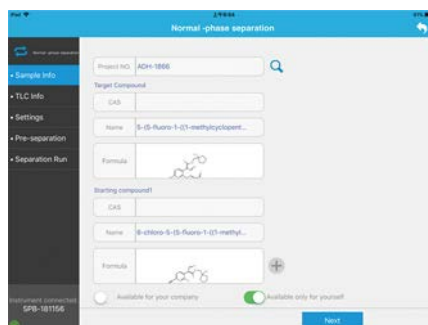 iPad
Normal -phase separation
Normal -phase separation
• Sample Info
• TLC Info
• Settings
• Pre-separation
• Separation Run
Instrument connected
SPB-181156
Project NO. ADH-1866
Target Compound
CAS
Name 5-(5-fluoro-1-((1-methylcyclopent...
Formula
Starting compound1
CAS
Name 6-chloro-5-(5-fluoro-1-((1-methyl...
Formula
Available for your company Available only for yourself
Next